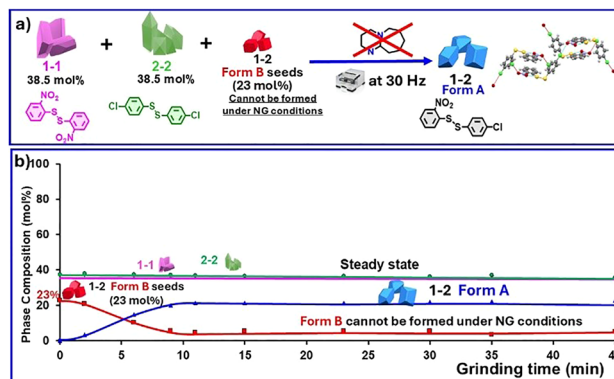 a)
1-1
38.5 mol%
NO₂
S
S
O₂N
+
2-2
38.5 mol%
Cl
S
S
Cl
+
1-2
Form B seeds
(23 mol%)
Cannot be formed
under NG conditions
N
N
at 30 Hz
1-2
Form A
NO₂
S
S
Cl
b)
Phase Composition (mol%)
100
80
60
40
20
0
1-1
2-2
Steady state
23%
1-2 Form B seeds
(23 mol%)
1-2 Form A
Form B cannot be formed under NG conditions
0
5
10
15
20
25
30
35
40
45
Grinding time (min)